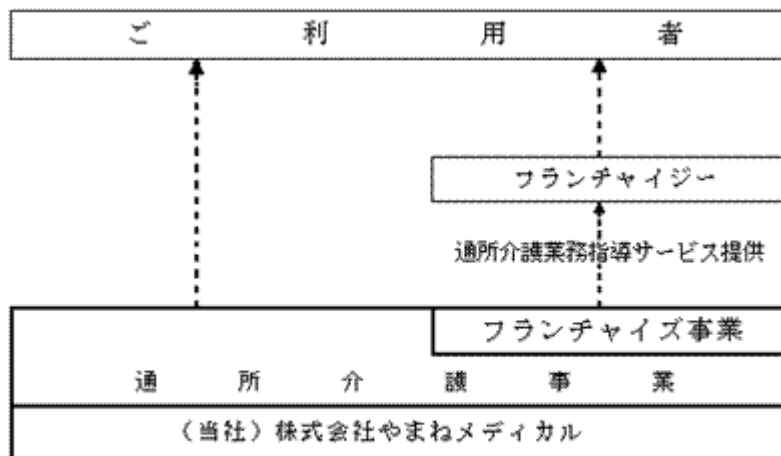 ご利用者
フランチャイジー
通所介護業務指導サービス提供
フランチャイズ事業
通所介護事業
（当社）株式会社やまねメディカル